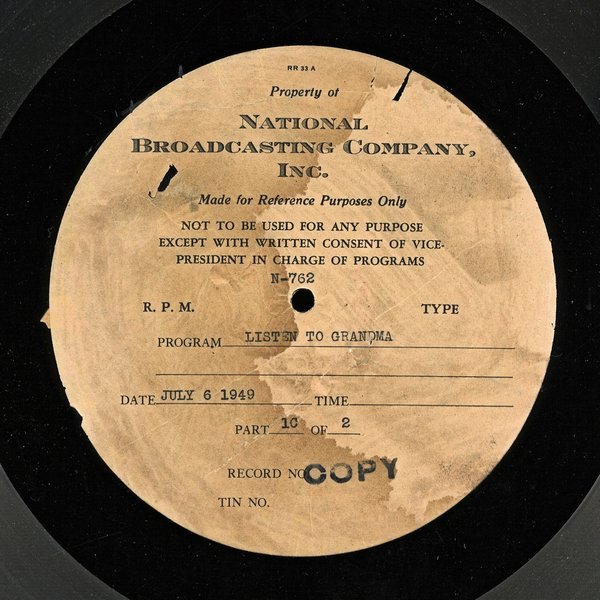 RR 33 A
Property of
NATIONAL
BROADCASTING COMPANY,
INC.
Made for Reference Purposes Only
NOT TO BE USED FOR ANY PURPOSE
EXCEPT WITH WRITTEN CONSENT OF VICE-
PRESIDENT IN CHARGE OF PROGRAMS
N-762
R. P. M. TYPE
PROGRAM LISTEN TO GRANDMA
DATE JULY 6 1949 TIME
PART 1C OF 2
RECORD NO COPY
TIN NO.